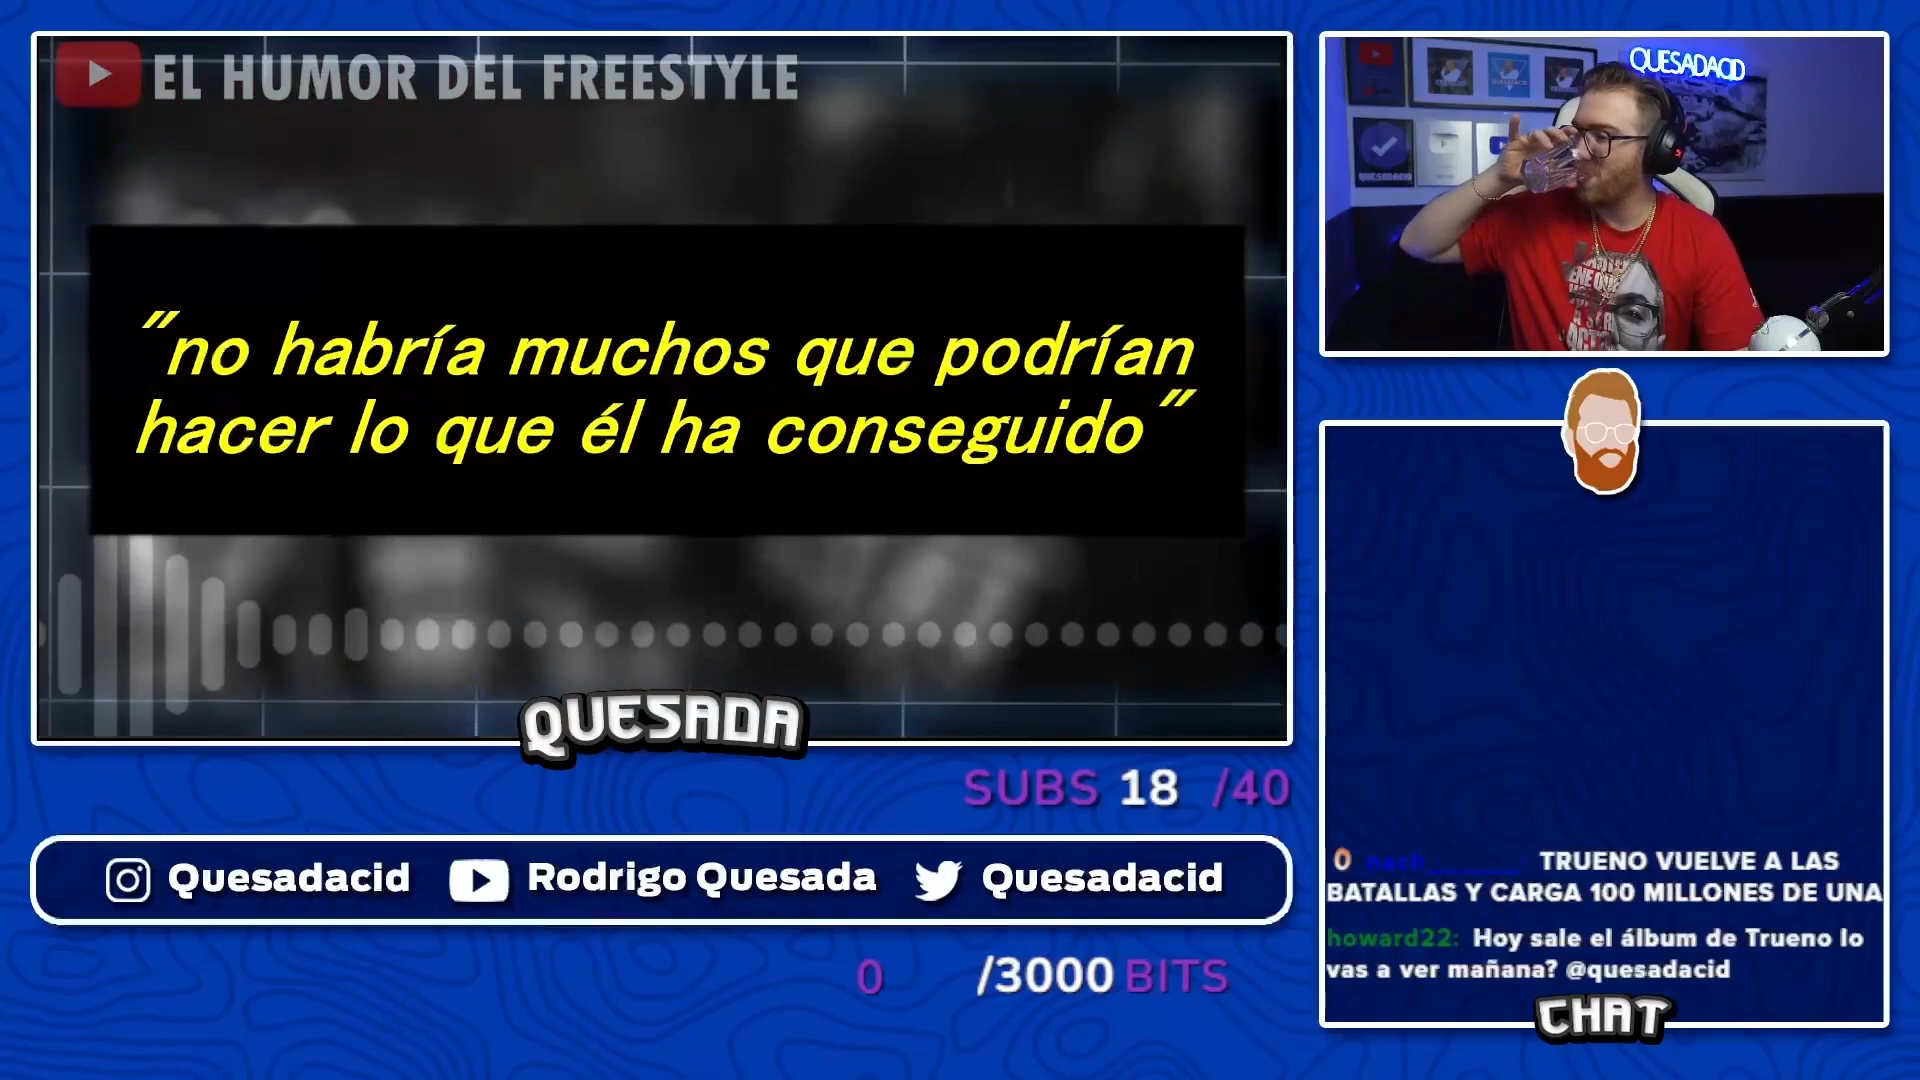 EL HUMOR DEL FREESTYLE
"no habría muchos que podrían
hacer lo que él ha conseguido"
QUESADA
SUBS 18 /40
Quesadacid Rodrigo Quesada Quesadacid
0 /3000 BITS
QUESADACID
QUESADACID
TRUENO VUELVE A LAS
BATALLAS Y CARGA 100 MILLONES DE UNA
howard22: Hoy sale el álbum de Trueno lo
vas a ver mañana? @quesadacid
CHAT